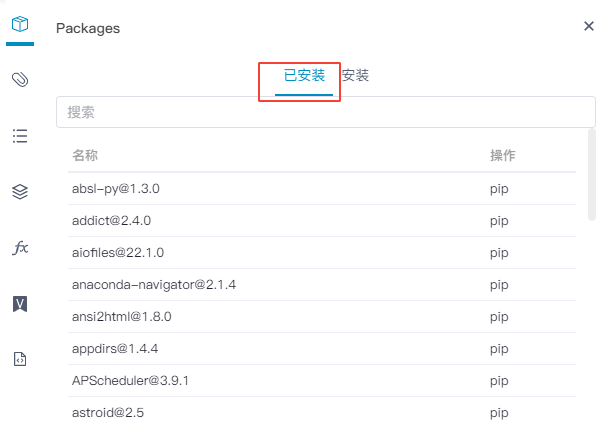 Packages
已安装 安装
搜索
名称 操作
absl-py@1.3.0 pip
addict@2.4.0 pip
aiofiles@22.1.0 pip
anaconda-navigator@2.1.4 pip
ansi2html@1.8.0 pip
appdirs@1.4.4 pip
APScheduler@3.9.1 pip
astroid@2.5 pip